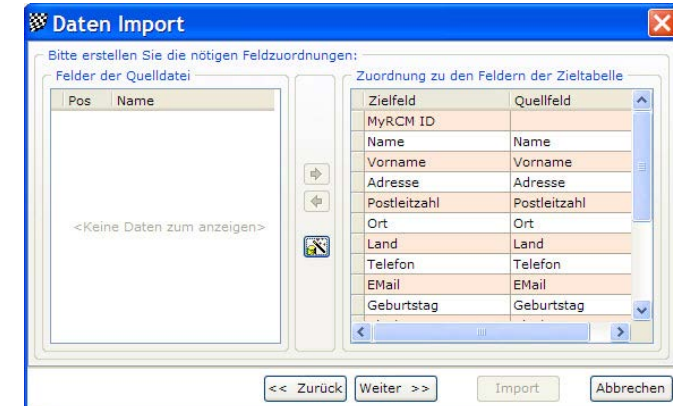 Daten Import
Bitte erstellen Sie die nötigen Feldzuordnungen:
Felder der Quelldatei
Pos Name
<Keine Daten zum anzeigen>
Zuordnung zu den Feldern der Zieltabelle
Zielfeld Quellfeld
MyRCM ID
Name Name
Vorname Vorname
Adresse Adresse
Postleitzahl Postleitzahl
Ort Ort
Land Land
Telefon Telefon
EMail EMail
Geburtstag Geburtstag
<< Zurück Weiter >> Import Abbrechen